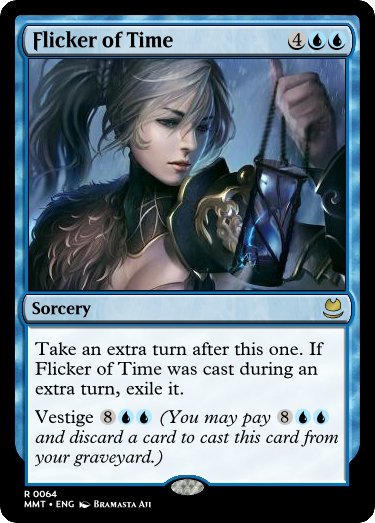 Flicker of Time 4
Sorcery
Take an extra turn after this one. If
Flicker of Time was cast during an
extra turn, exile it.
Vestige 8 (You may pay 8
and discard a card to cast this card from
your graveyard.)
R 0064
MMT • ENG Bramasta Aji